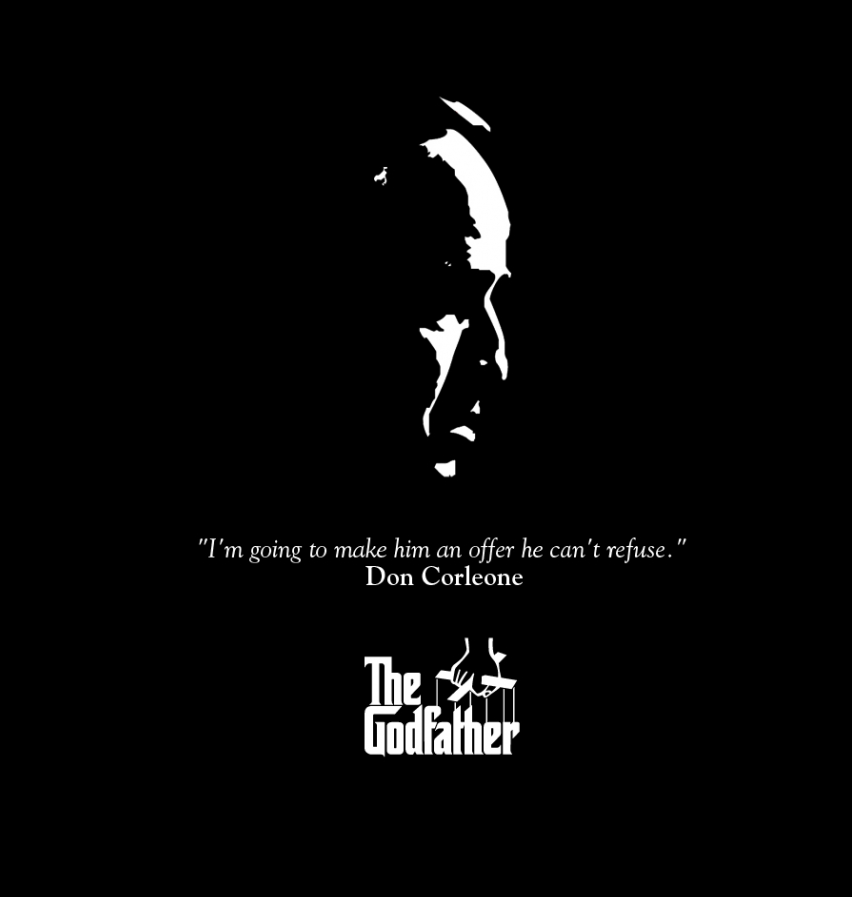 "I'm going to make him an offer he can't refuse."
Don Corleone
The
Godfather